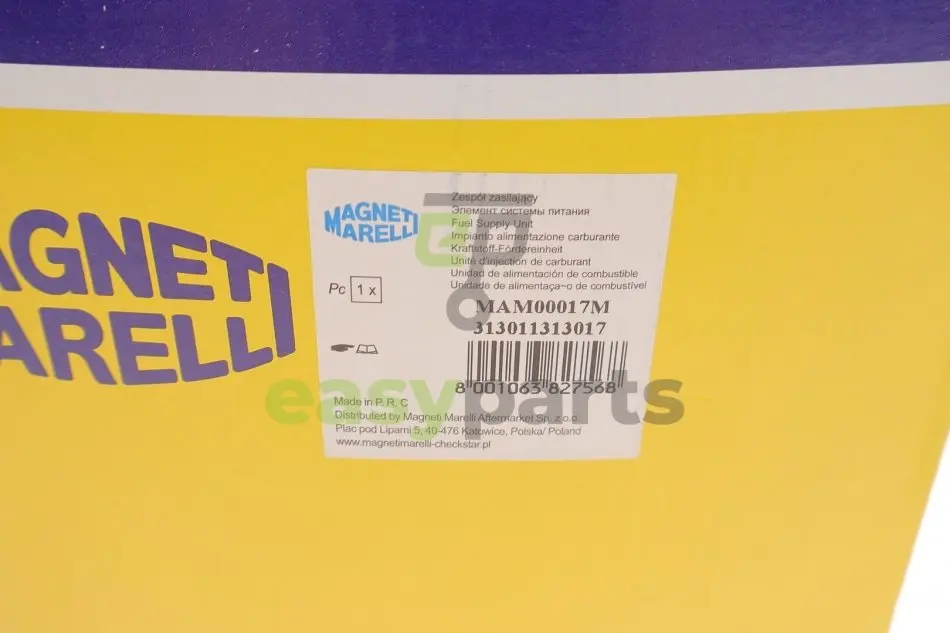 AGNETI
MARELLI
MAGNETI
MARELLI
Zespół zasilający
Элемент системы питания
Fuel Supply Unit
Impianto alimentazione carburante
Kraftstoff-Fördereinheit
Unité d'injection de carburant
Unidad de alimentación de combustible
Unidade de alimentaça~o de combustível
Pc 1 x
MAM00017M
313011313017
8 001063 827568
easyparts
Made in P. R. C
Distributed by Magneti Marelli Aftermarket Sp. z.o.o.
Plac pod Lipami 5, 40-476 Katowice, Polska/ Poland
www.magnetimarelli-checkstar.pl